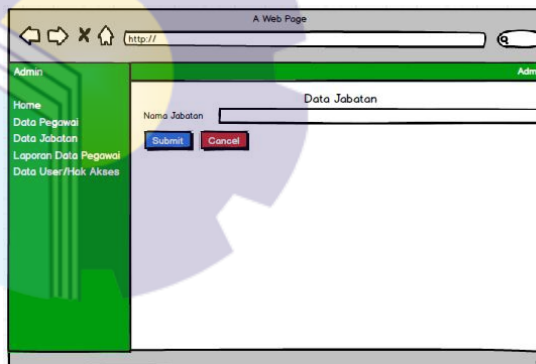 A Web Page
http://
Admin
Adm
Home
Data Pegawai
Data Jabatan
Laporan Data Pegawai
Data User/Hak Akses
Data Jabatan
Nama Jabatan
Submit Cancel